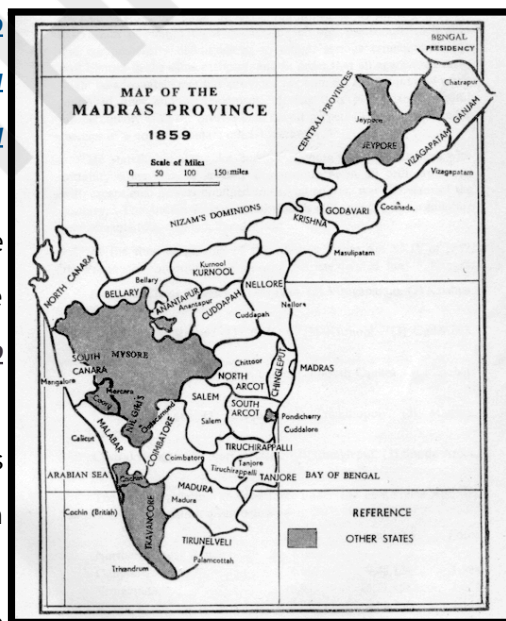 BENGAL
PRESIDENCY
MAP OF THE
MADRAS PROVINCE
1859
Scale of Miles
0 50 100 150 miles
CENTRAL PROVINCES
Chatrapur
GANJAM
Jeypore
JEYPORE
VIZAGAPATAM
Vizagapatam
NIZAM'S DOMINIONS
GODAVARI
Cocanada
KRISHNA
Masulipatam
NORTH CANARA
Kurnool
KURNOOL
Bellary
BELLARY
ANANTAPUR
Anantapur
CUDDAPAH
Cuddapah
NELLORE
Nellore
SOUTH
CANARA
MYSORE
Mangalore
Mercara
Coorg
Chittoor
NORTH
ARCOT
CHINGLEPUT
MADRAS
NILGIRIS
Ootacamund
SALEM
Salem
SOUTH
ARCOT
Pondicherry
Cuddalore
MALABAR
Calicut
COIMBATORE
Coimbatore
TIRUCHIRAPPALLI
Tiruchirappalli
Tanjore
TANJORE
ARABIAN SEA
BAY OF BENGAL
Cochin
Cochin (British)
MADURA
Madura
TRAVANCORE
TIRUNELVELI
Palamcottah
Trivandrum
REFERENCE
OTHER STATES